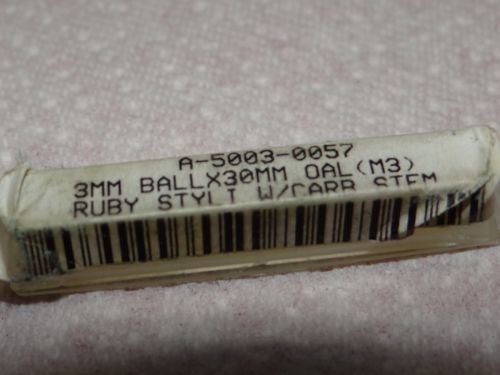 A-5003-0057
3MM BALLX30MM OAL(M3)
RUBY STYLI W/CARB STEM